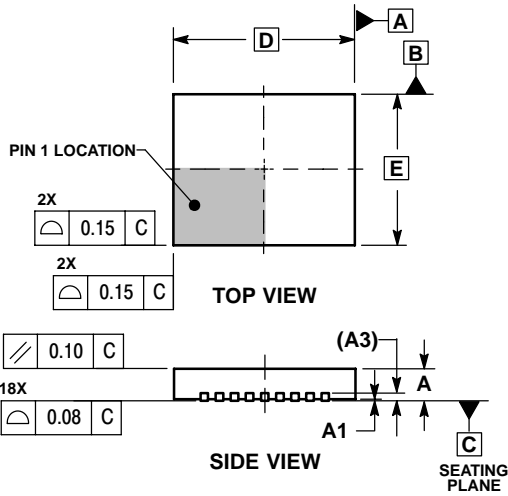 D
A
B
PIN 1 LOCATION
E
2X
⌓ 0.15 C
2X
⌓ 0.15 C
TOP VIEW
⫽ 0.10 C
(A3)
A
18X
⌓ 0.08 C
A1
C
SIDE VIEW
SEATING
PLANE